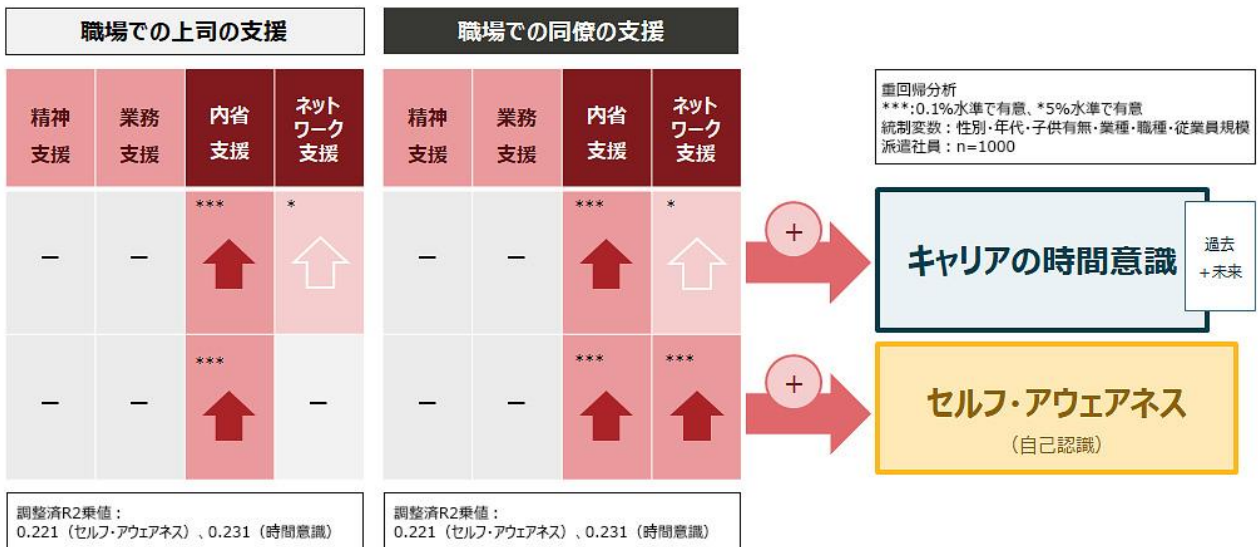 職場での上司の支援
職場での同僚の支援
精神
支援
業務
支援
内省
支援
ネット
ワーク
支援
精神
支援
業務
支援
内省
支援
ネット
ワーク
支援
重回帰分析
***:0.1%水準で有意、*5%水準で有意
統制変数：性別・年代・子供有無・業種・職種・従業員規模
派遣社員：n=1000
***
*
***
*
－
－
－
－
+
キャリアの時間意識
過去
+未来
***
***
***
－
－
－
－
－
+
セルフ・アウェアネス
（自己認識）
調整済R2乗値：
0.221（セルフ・アウェアネス）、0.231（時間意識）
調整済R2乗値：
0.221（セルフ・アウェアネス）、0.231（時間意識）